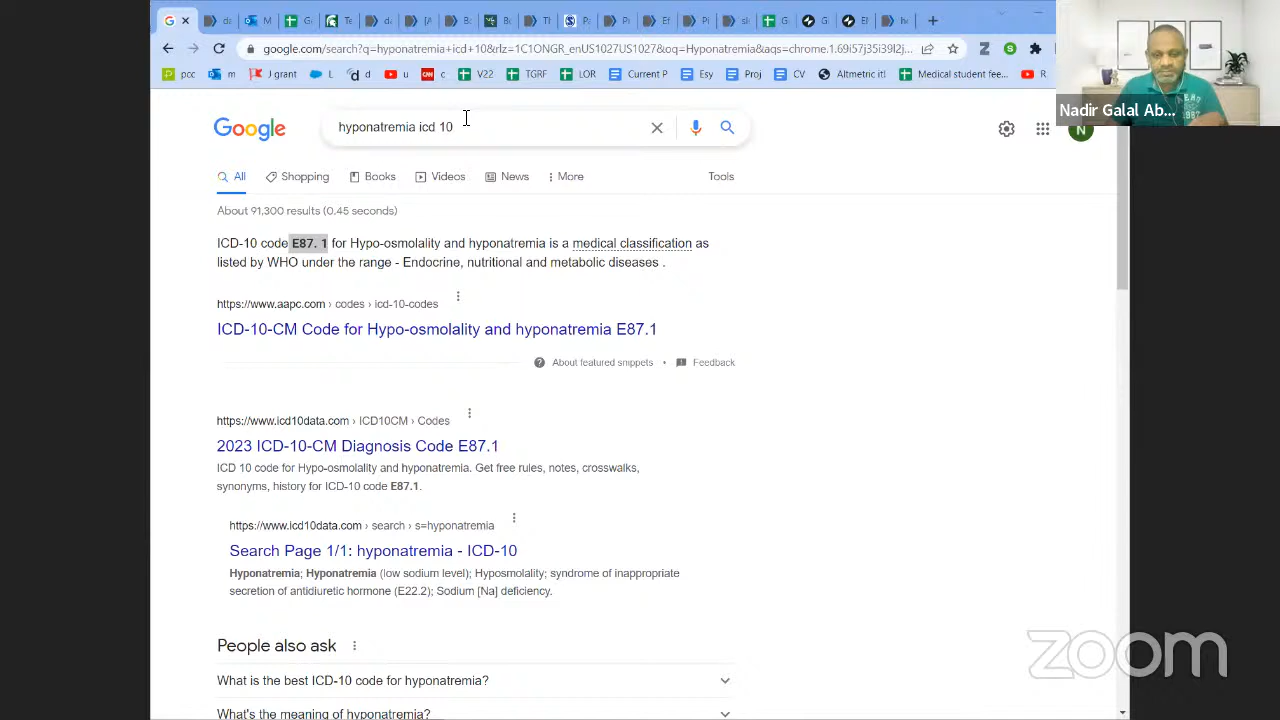 google.com/search?q=hyponatremia+icd+10&rlz=1C1ONGR_enUS1027US1027&oq=Hyponatremia&aqs=chrome.1.69i57j35i39l2j...
pcc m J grant L d u c V22 TGRF LOR Current P Esy Proj CV Altmetric itl Medical student fee... R
Nadir Galal Ab...
Google
hyponatremia icd 10
N
All Shopping Books Videos News More Tools
About 91,300 results (0.45 seconds)
ICD-10 code E87. 1 for Hypo-osmolality and hyponatremia is a medical classification as
listed by WHO under the range - Endocrine, nutritional and metabolic diseases .
https://www.aapc.com › codes › icd-10-codes
ICD-10-CM Code for Hypo-osmolality and hyponatremia E87.1
About featured snippets • Feedback
https://www.icd10data.com › ICD10CM › Codes
2023 ICD-10-CM Diagnosis Code E87.1
ICD 10 code for Hypo-osmolality and hyponatremia. Get free rules, notes, crosswalks,
synonyms, history for ICD-10 code E87.1.
https://www.icd10data.com › search › s=hyponatremia
Search Page 1/1: hyponatremia - ICD-10
Hyponatremia; Hyponatremia (low sodium level); Hyposmolality; syndrome of inappropriate
secretion of antidiuretic hormone (E22.2); Sodium [Na] deficiency.
People also ask
What is the best ICD-10 code for hyponatremia?
What's the meaning of hyponatremia?
zoom